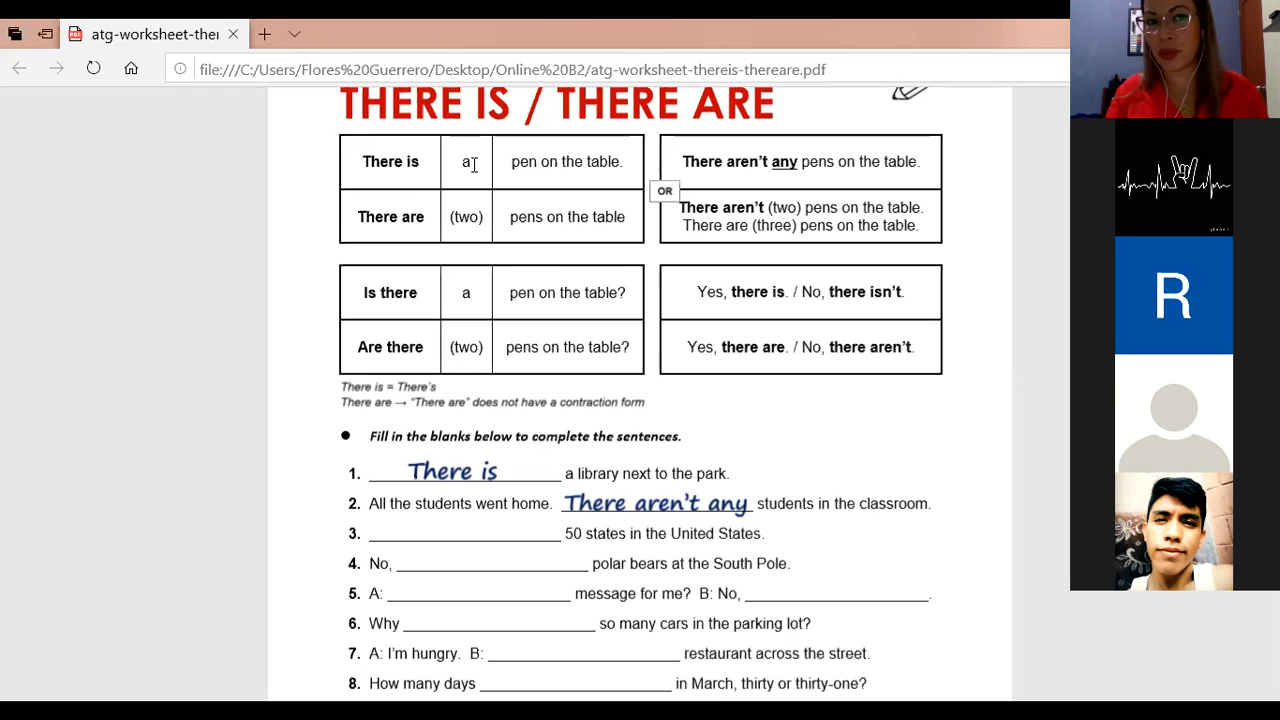 atg-worksheet-ther
file:///C:/Users/Flores%20Guerrero/Desktop/Online%20B2/atg-worksheet-thereis-thereare.pdf
THERE IS / THERE ARE
There is a pen on the table.
There are (two) pens on the table
OR
There aren't any pens on the table.
There aren't (two) pens on the table.
There are (three) pens on the table.
Is there a pen on the table?
Are there (two) pens on the table?
Yes, there is. / No, there isn't.
Yes, there are. / No, there aren't.
There is = There's
There are → “There are” does not have a contraction form
● Fill in the blanks below to complete the sentences.
1. There is a library next to the park.
2. All the students went home. There aren't any students in the classroom.
3. ____________________ 50 states in the United States.
4. No, ____________________ polar bears at the South Pole.
5. A: ____________________ message for me? B: No, ____________________.
6. Why ____________________ so many cars in the parking lot?
7. A: I'm hungry. B: ____________________ restaurant across the street.
8. How many days ____________________ in March, thirty or thirty-one?
R